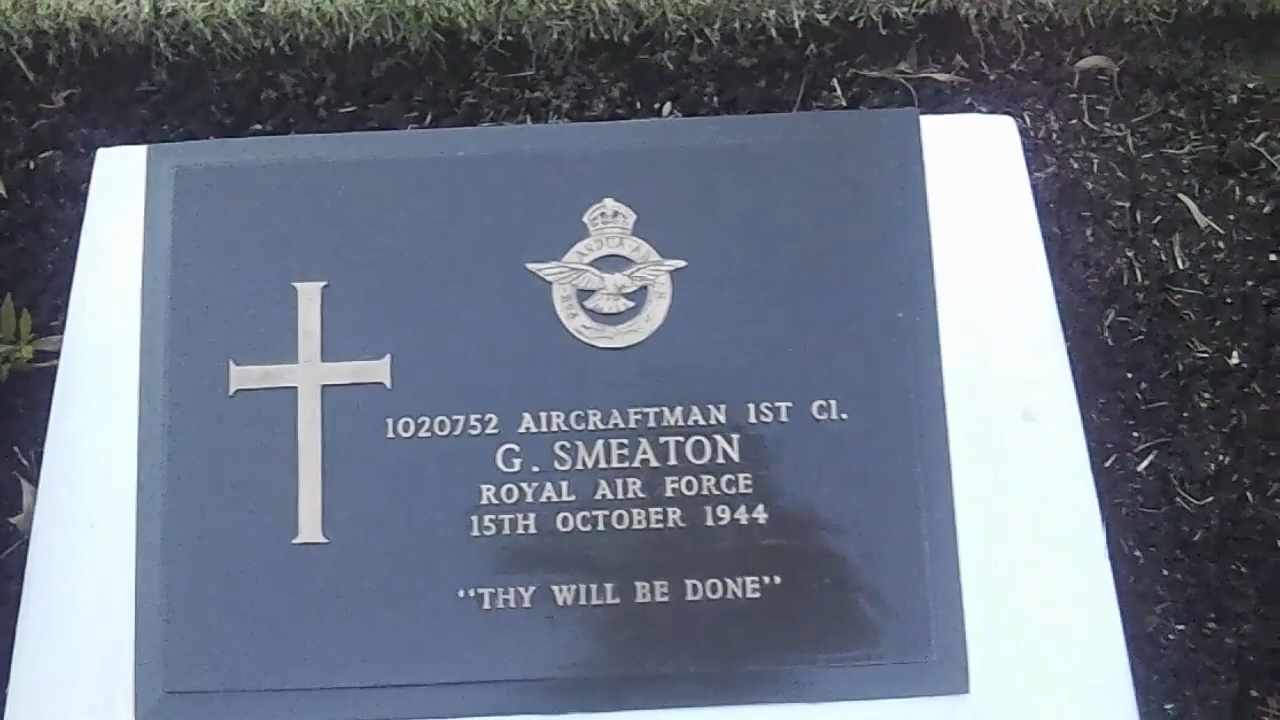 1020752 AIRCRAFTMAN 1ST Cl.
G. SMEATON
ROYAL AIR FORCE
15TH OCTOBER 1944
"THY WILL BE DONE"